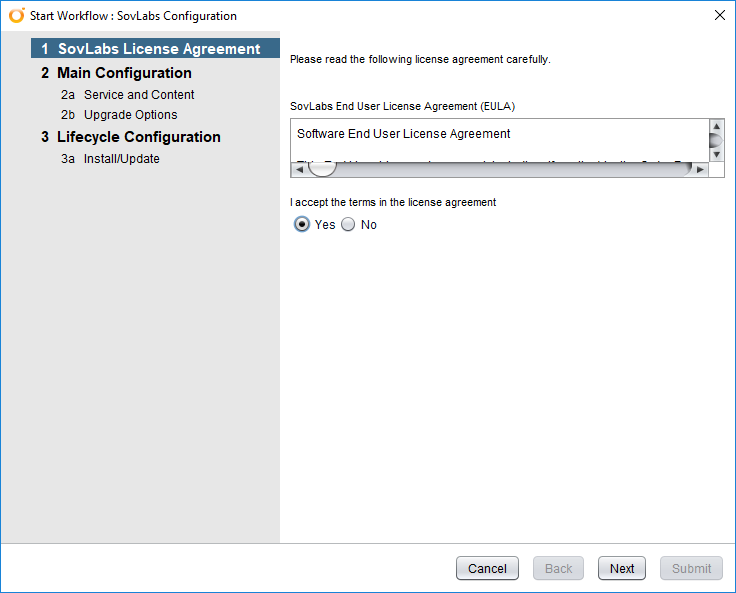 Start Workflow : SovLabs Configuration
1 SovLabs License Agreement
2 Main Configuration
2a Service and Content
2b Upgrade Options
3 Lifecycle Configuration
3a Install/Update
Please read the following license agreement carefully.
SovLabs End User License Agreement (EULA)
Software End User License Agreement
I accept the terms in the license agreement
Yes No
Cancel Back Next Submit